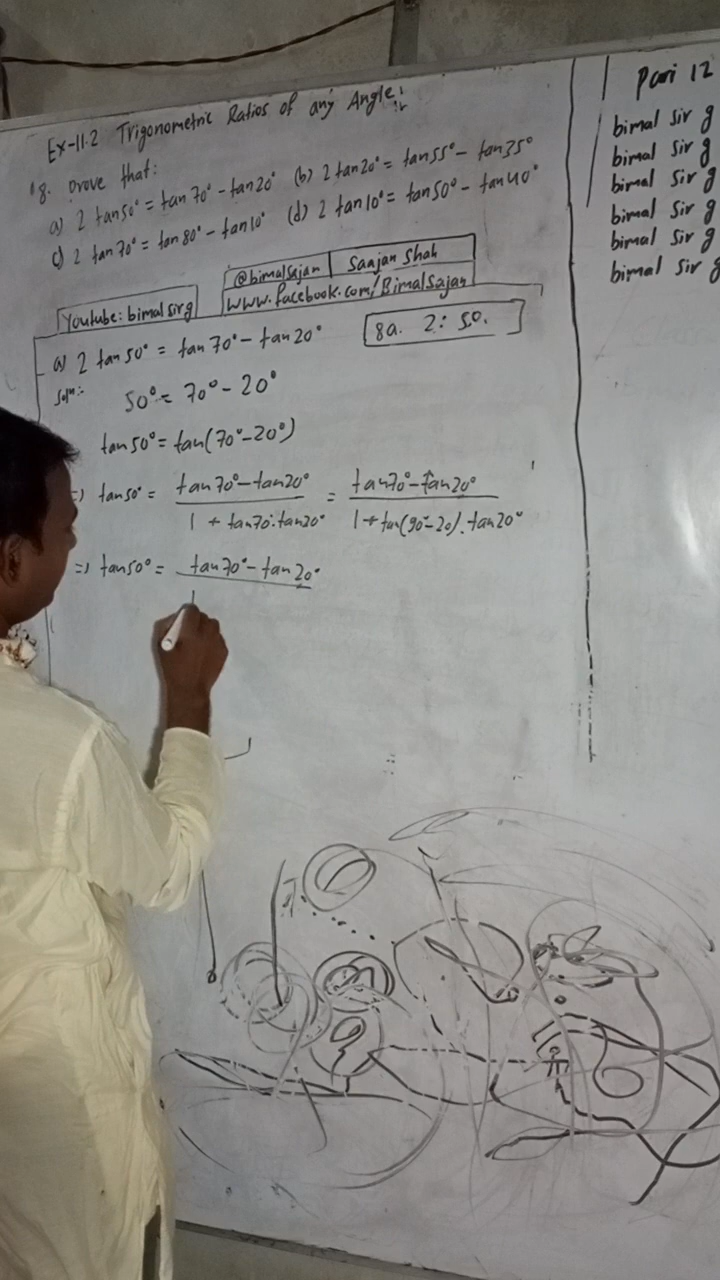 Ex-11.2 Trigonometric Ratios of any Angle:
8. Prove that:
a) 2 tan50° = tan 70° - tan20° (b) 2 tan20° = tan55° - tan35°
c) 2 tan70° = tan80° - tan10° (d) 2 tan10° = tan50° - tan40°
@bimalsajan Saajan Shah
Youtube: bimal sir g www.facebook.com/BimalSajan
a) 2 tan50° = tan70° - tan20° 8a. 2: 50.
Soln:- 50° = 70° - 20°
tan50° = tan(70° - 20°)
=) tan50° = tan70° - tan20° / 1 + tan70°.tan20° = tan70° - tan20° / 1 + tan(90° - 20).tan20°
=) tan50° = tan70° - tan20° / 1
Pari 12
bimal sir g
bimal sir g
bimal sir g
bimal sir g
bimal sir g
bimal sir g